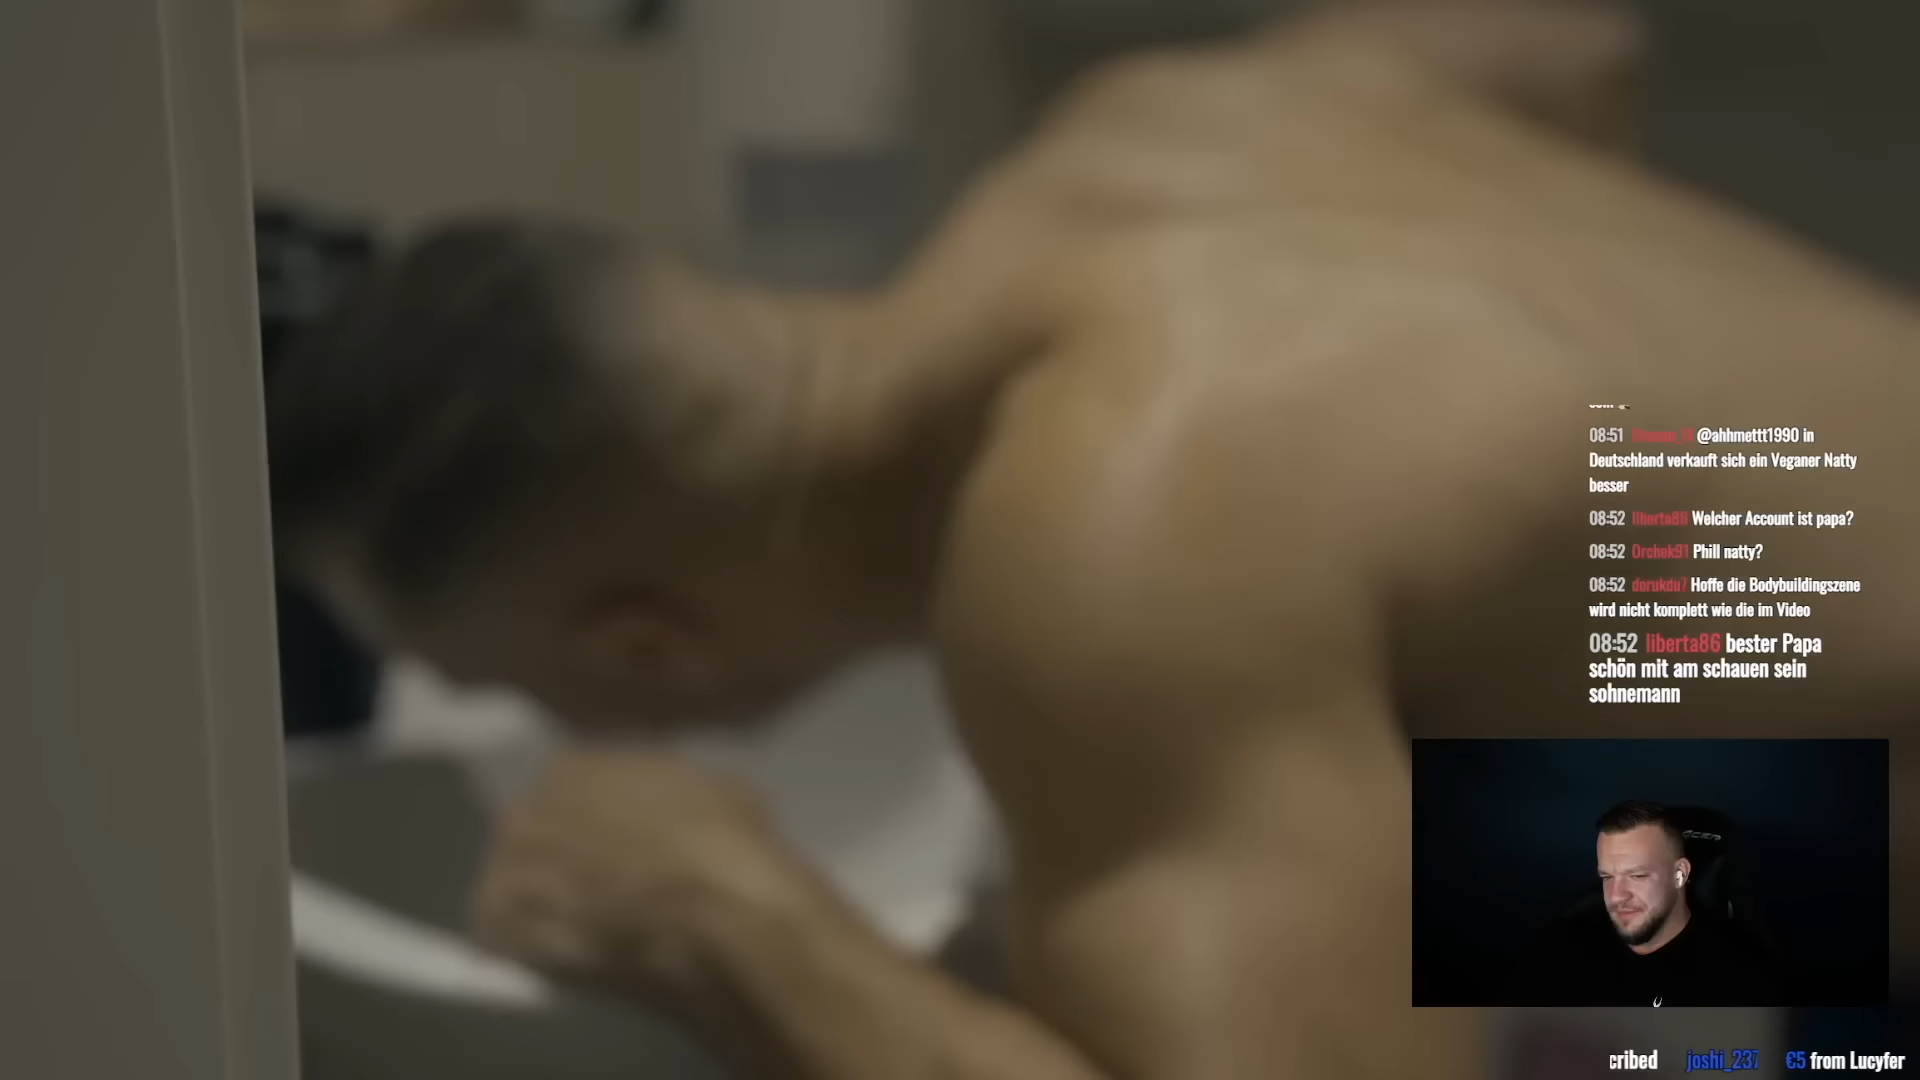 08:51 @ahhmettt1990 in
Deutschland verkauft sich ein Veganer Natty
besser
08:52 liberta86 Welcher Account ist papa?
08:52 Orchek91 Phill natty?
08:52 dorukdu7 Hoffe die Bodybuildingszene
wird nicht komplett wie die im Video
08:52 liberta86 bester Papa
schön mit am schauen sein
sohnemann
cribed joshi_237 €5 from Lucyfer